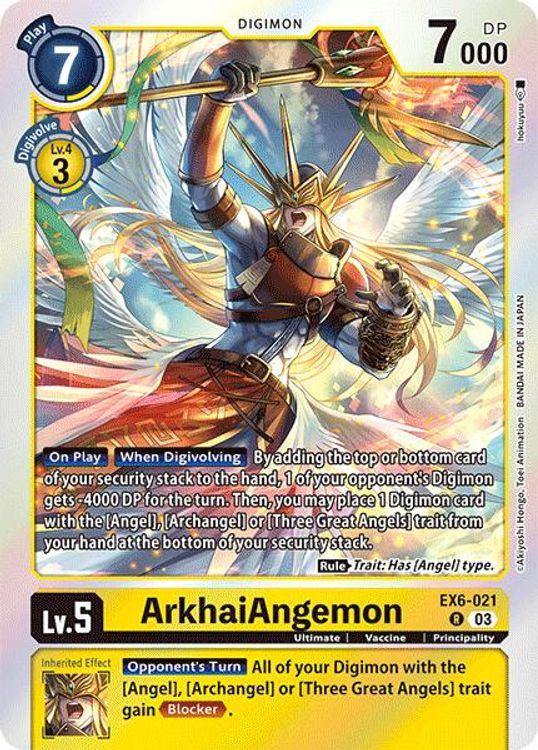 Play
7
DIGIMON
DP
7000
Digivolve
Lv.4
3
hokuyuu
©Akiyoshi Hongo, Toei Animation BANDAI MADE IN JAPAN
On Play When Digivolving By adding the top or bottom card
of your security stack to the hand, 1 of your opponent's Digimon
gets -4000 DP for the turn. Then, you may place 1 Digimon card
with the [Angel], [Archangel] or [Three Great Angels] trait from
your hand at the bottom of your security stack.
Rule Trait: Has [Angel] type.
Lv.5
ArkhaiAngemon
EX6-021
R 03
Ultimate | Vaccine | Principality
Inherited Effect
Opponent's Turn All of your Digimon with the
[Angel], [Archangel] or [Three Great Angels] trait
gain Blocker.